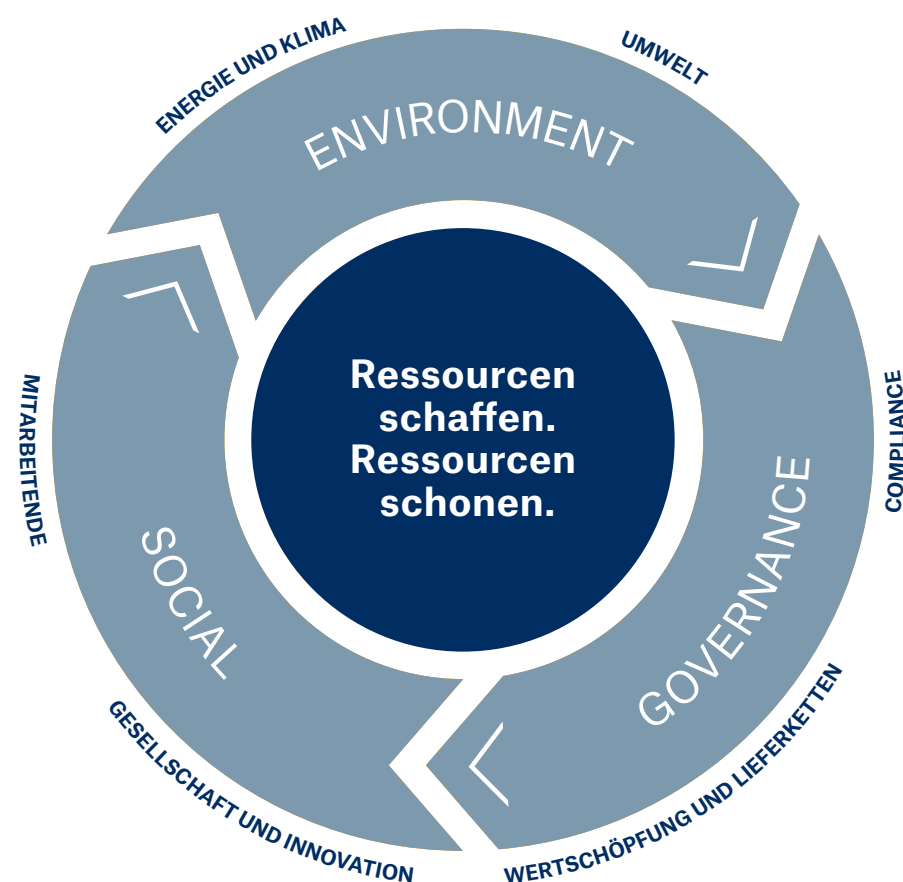 ENERGIE UND KLIMA
UMWELT
ENVIRONMENT
Ressourcen
schaffen.
Ressourcen
schonen.
MITARBEITENDE
COMPLIANCE
SOCIAL
GOVERNANCE
GESELLSCHAFT UND INNOVATION
WERTSCHÖPFUNG UND LIEFERKETTEN